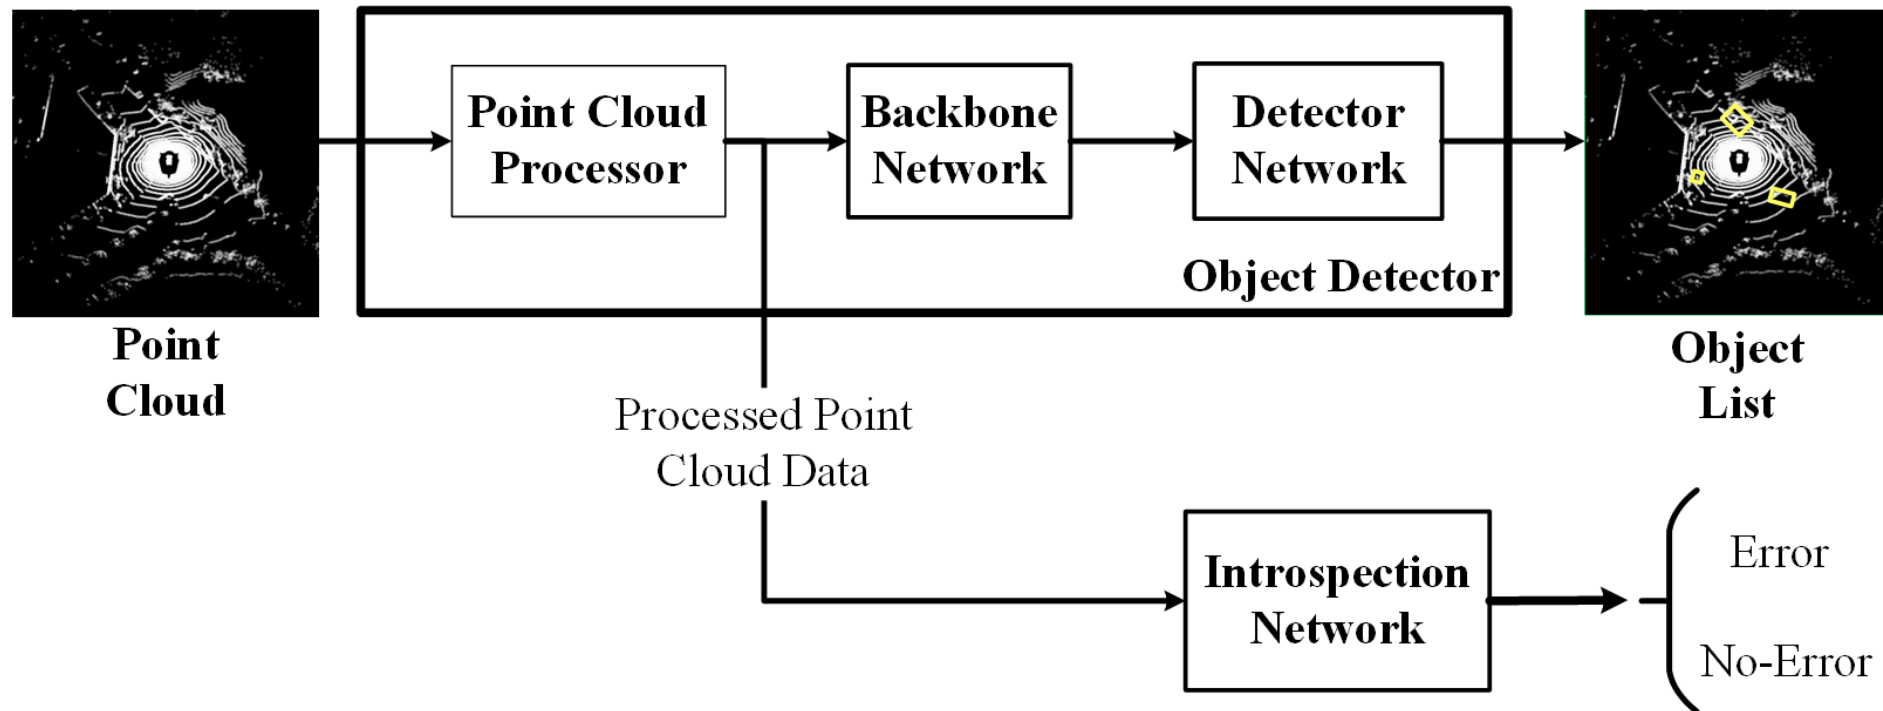 Point Cloud
Processor
Backbone
Network
Detector
Network
Object Detector
Point
Cloud
Object
List
Processed Point
Cloud Data
Introspection
Network
Error
No-Error